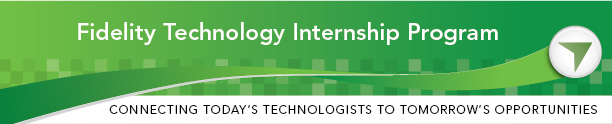 Fidelity Technology Internship Program
CONNECTING TODAY'S TECHNOLOGISTS TO TOMORROW'S OPPORTUNITIES